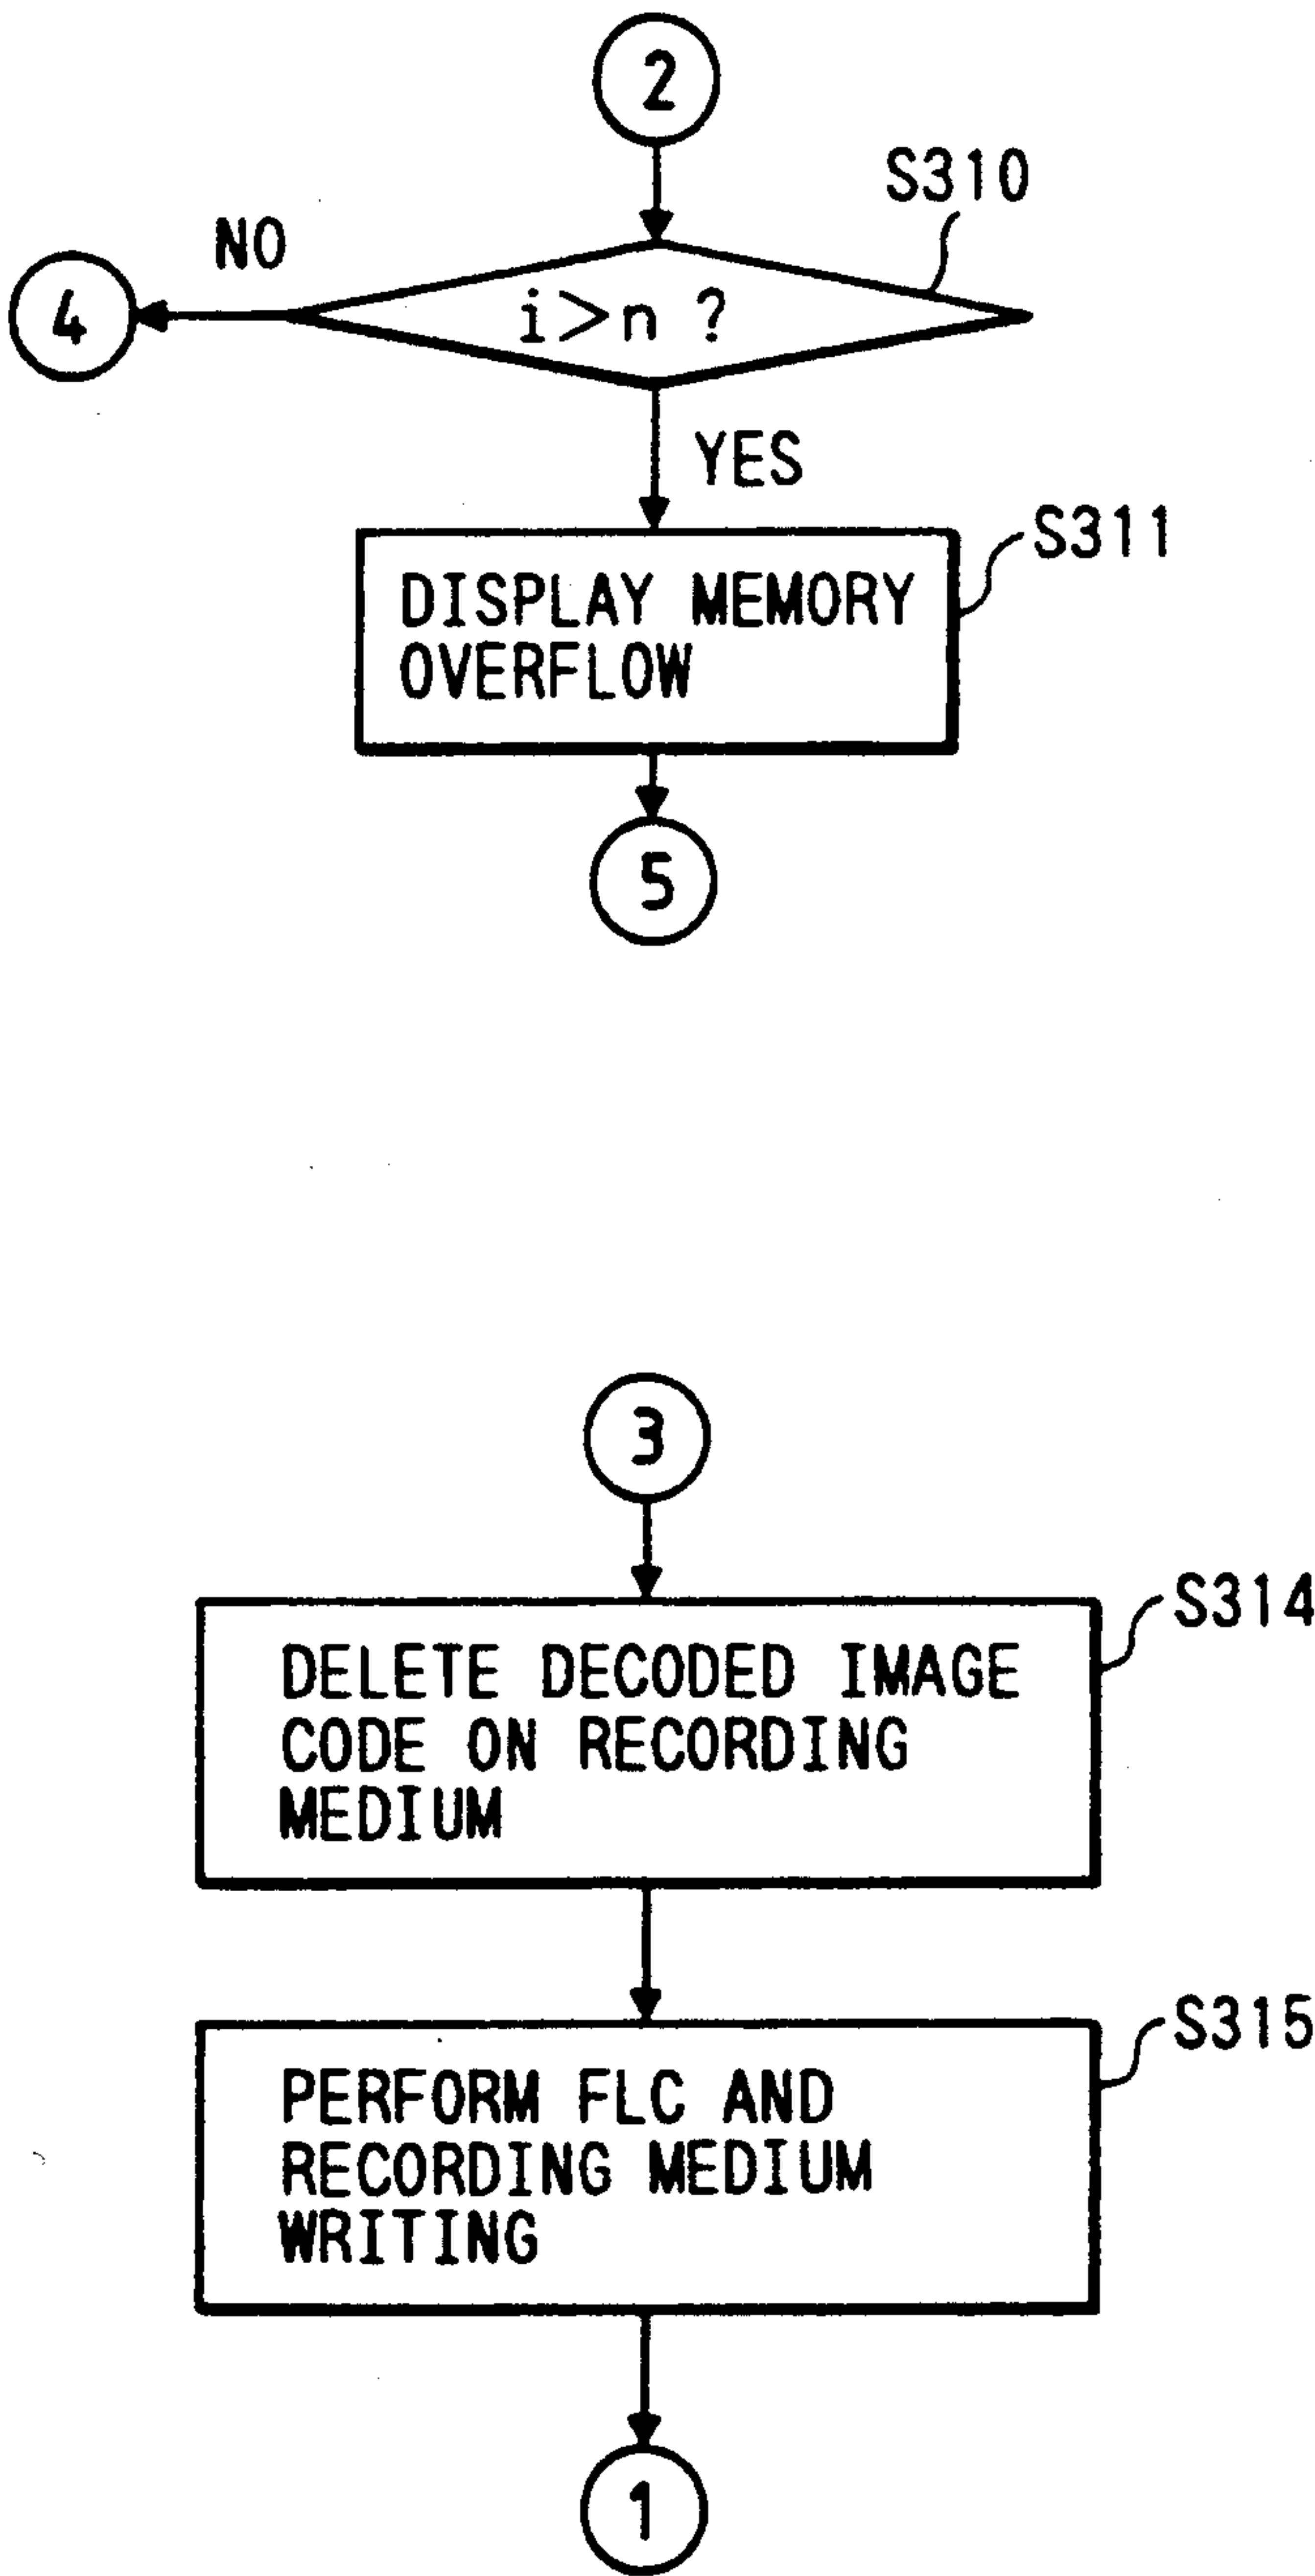 2
S310
NO
4
i>n ?
YES
S311
DISPLAY MEMORY
OVERFLOW
5
3
S314
DELETE DECODED IMAGE
CODE ON RECORDING
MEDIUM
S315
PERFORM FLC AND
RECORDING MEDIUM
WRITING
1